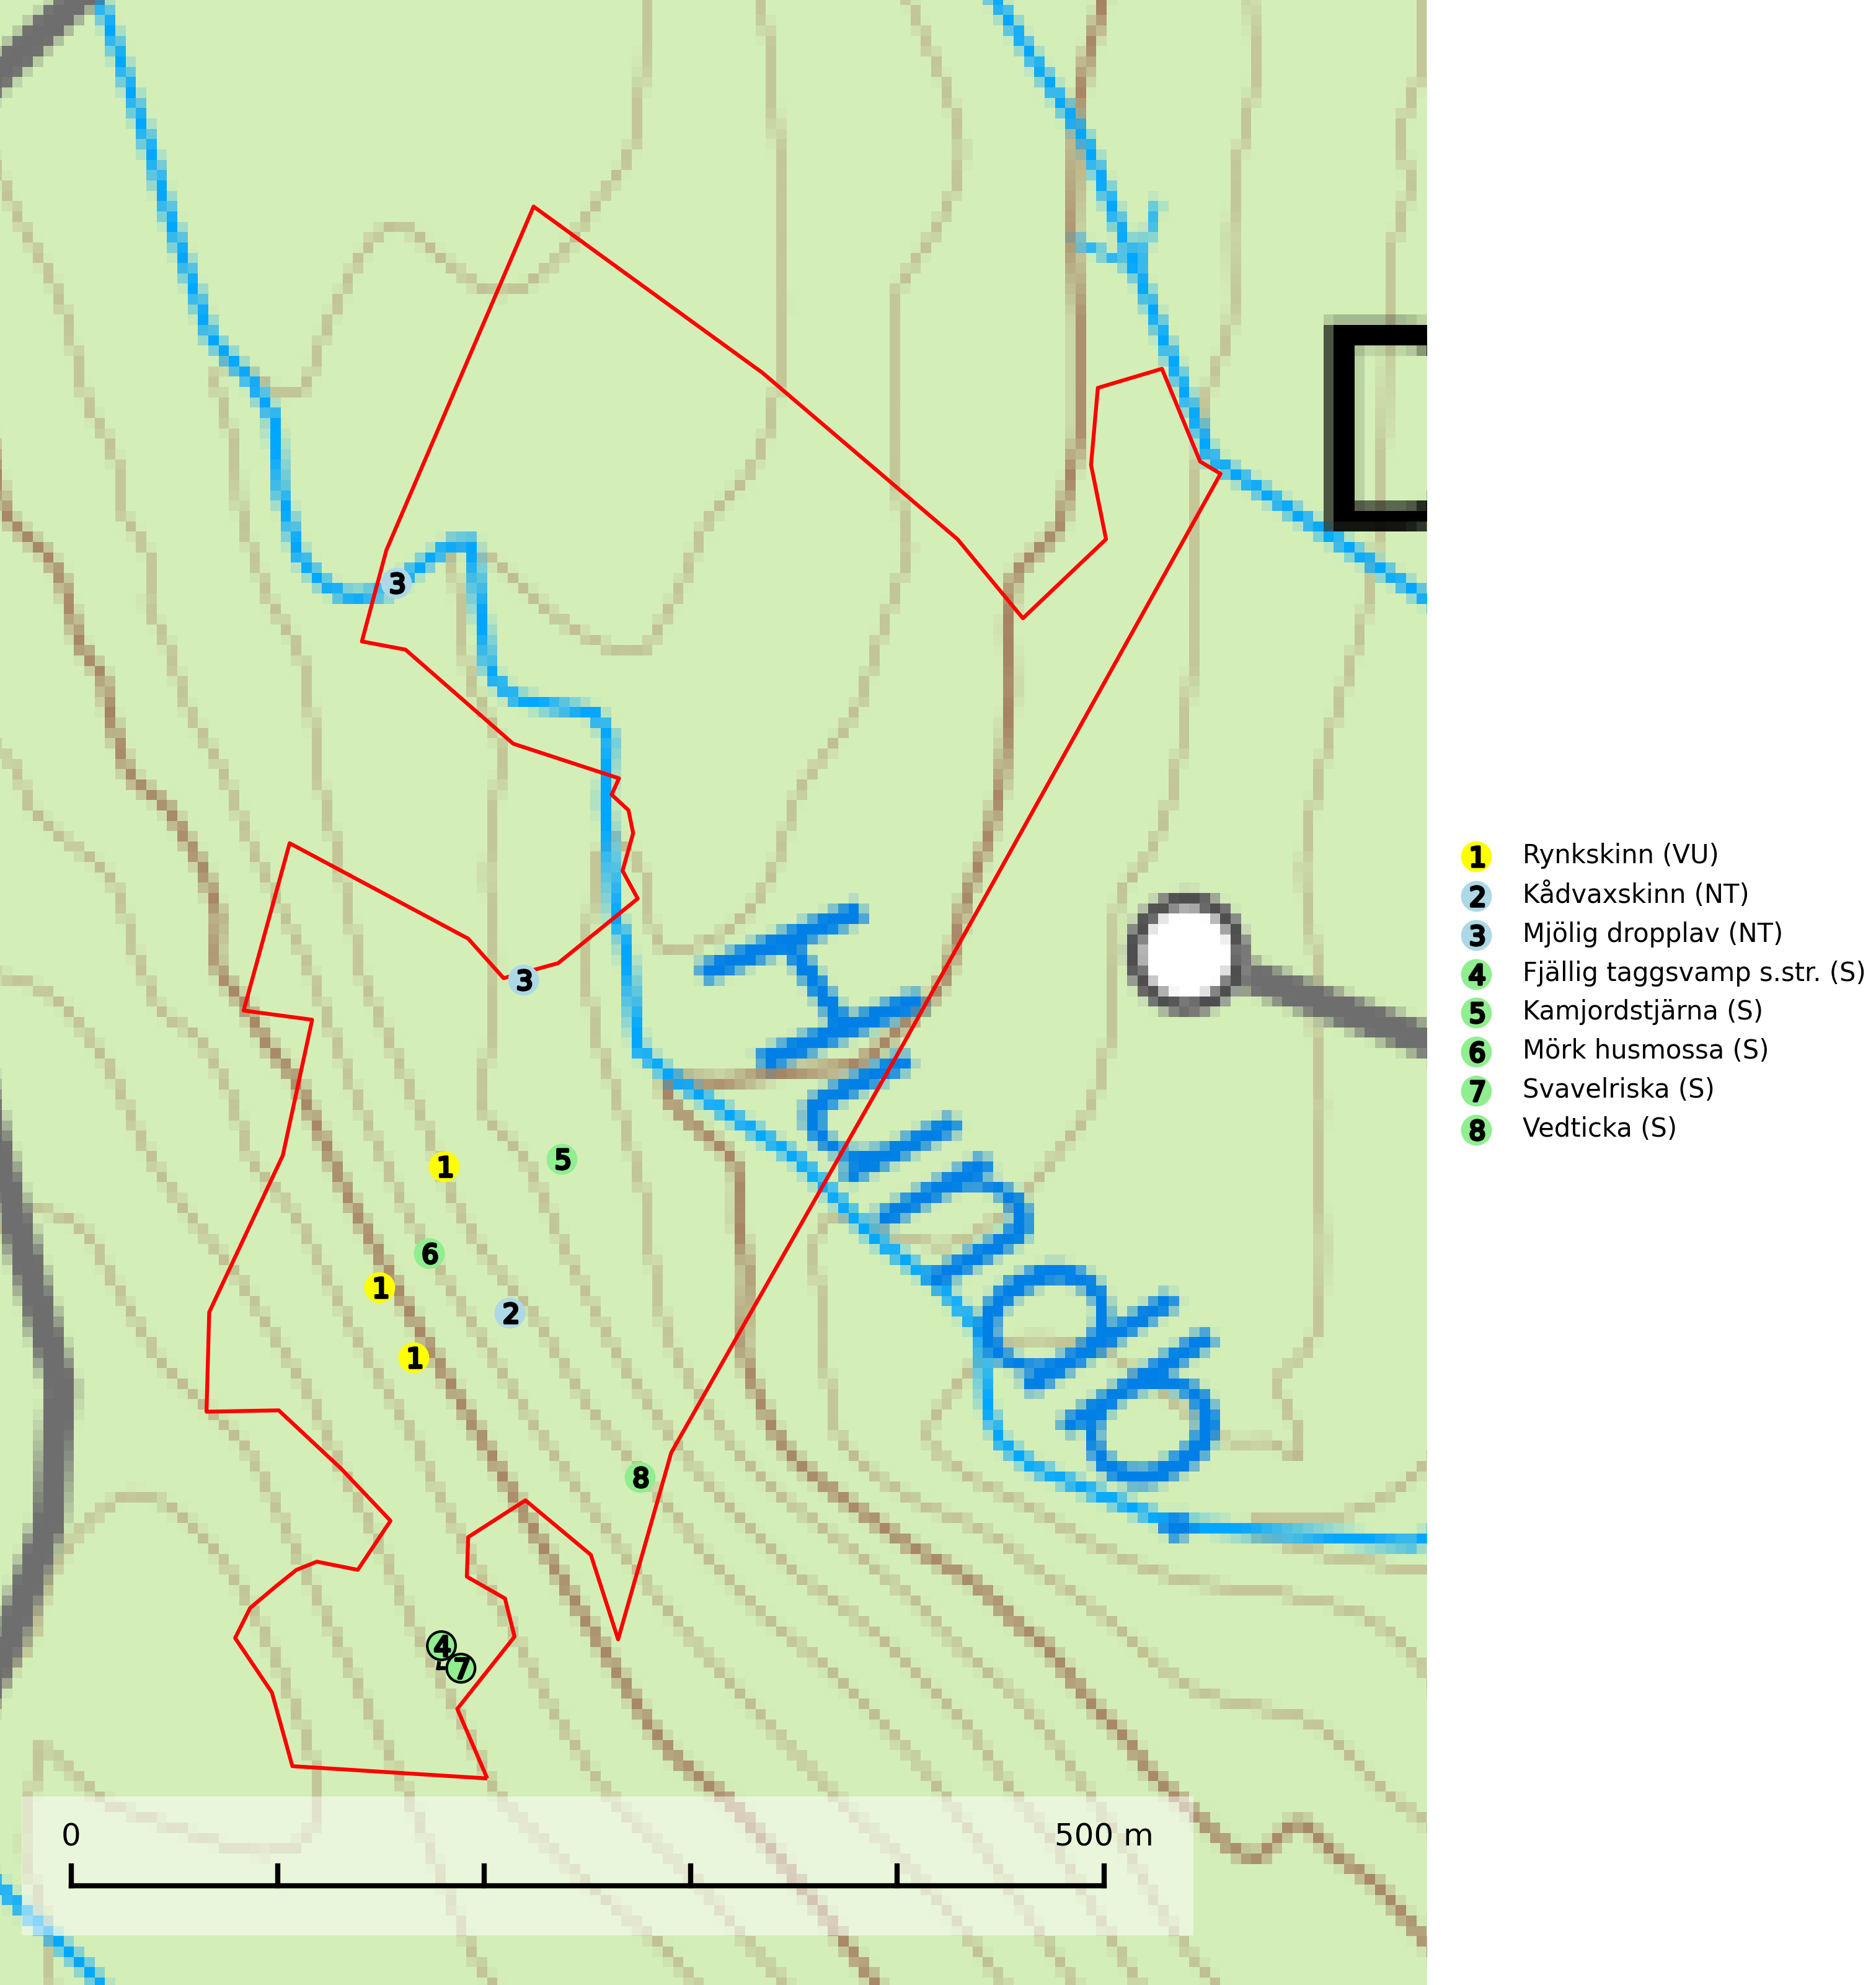 3
3
Hundb
1
5
6
1
2
1
8
4
7
0 500 m
1 Rynkskinn (VU)
2 Kådvaxskinn (NT)
3 Mjölig dropplav (NT)
4 Fjällig taggsvamp s.str. (S)
5 Kamjordstjärna (S)
6 Mörk husmossa (S)
7 Svavelriska (S)
8 Vedticka (S)